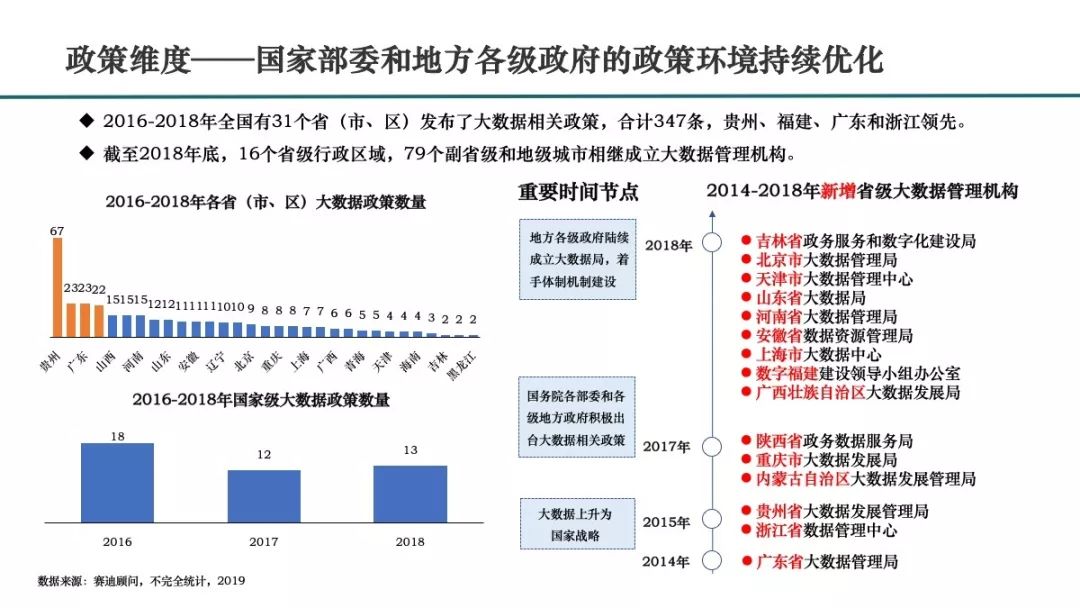 政策维度——国家部委和地方各级政府的政策环境持续优化
◆ 2016-2018年全国有31个省（市、区）发布了大数据相关政策，合计347条，贵州、福建、广东和浙江领先。
◆ 截至2018年底，16个省级行政区域，79个副省级和地级城市相继成立大数据管理机构。
2016-2018年各省（市、区）大数据政策数量
67 23 23 22 15 15 15 12 12 11 11 11 10 10 9 8 8 8 7 7 6 6 5 5 4 4 4 3 2 2 2
贵州 广东 山西 河南 山东 安徽 辽宁 北京 重庆 上海 广西 青海 天津 海南 吉林 黑龙江
2016-2018年国家级大数据政策数量
18 12 13
2016 2017 2018
数据来源：赛迪顾问，不完全统计，2019
重要时间节点
地方各级政府陆续
成立大数据局，着
手体制机制建设
国务院各部委和各
级地方政府积极出
台大数据相关政策
大数据上升为
国家战略
2014-2018年新增省级大数据管理机构
2018年
吉林省政务服务和数字化建设局
北京市大数据管理局
天津市大数据管理中心
山东省大数据局
河南省大数据管理局
安徽省数据资源管理局
上海市大数据中心
数字福建建设领导小组办公室
广西壮族自治区大数据发展局
2017年
陕西省政务数据服务局
重庆市大数据发展局
内蒙古自治区大数据发展管理局
2015年
贵州省大数据发展管理局
浙江省数据管理中心
2014年
广东省大数据管理局